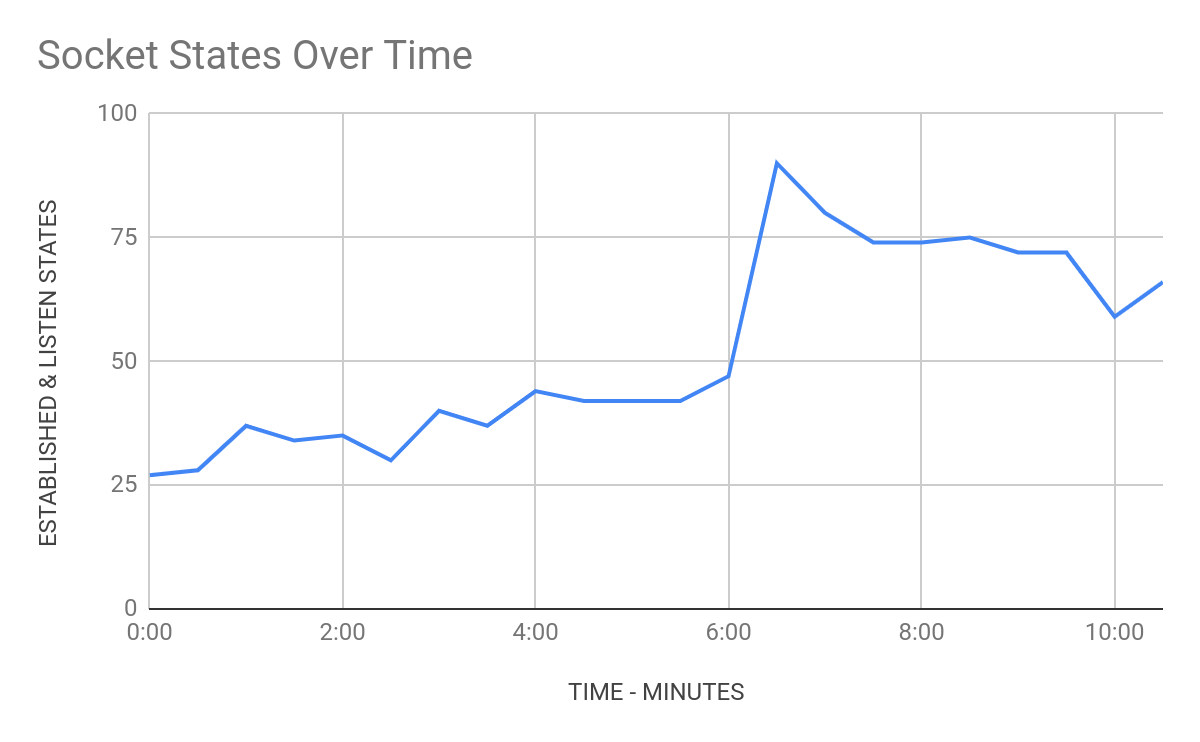 Socket States Over Time
ESTABLISHED & LISTEN STATES
100
75
50
25
0
0:00 2:00 4:00 6:00 8:00 10:00
TIME - MINUTES